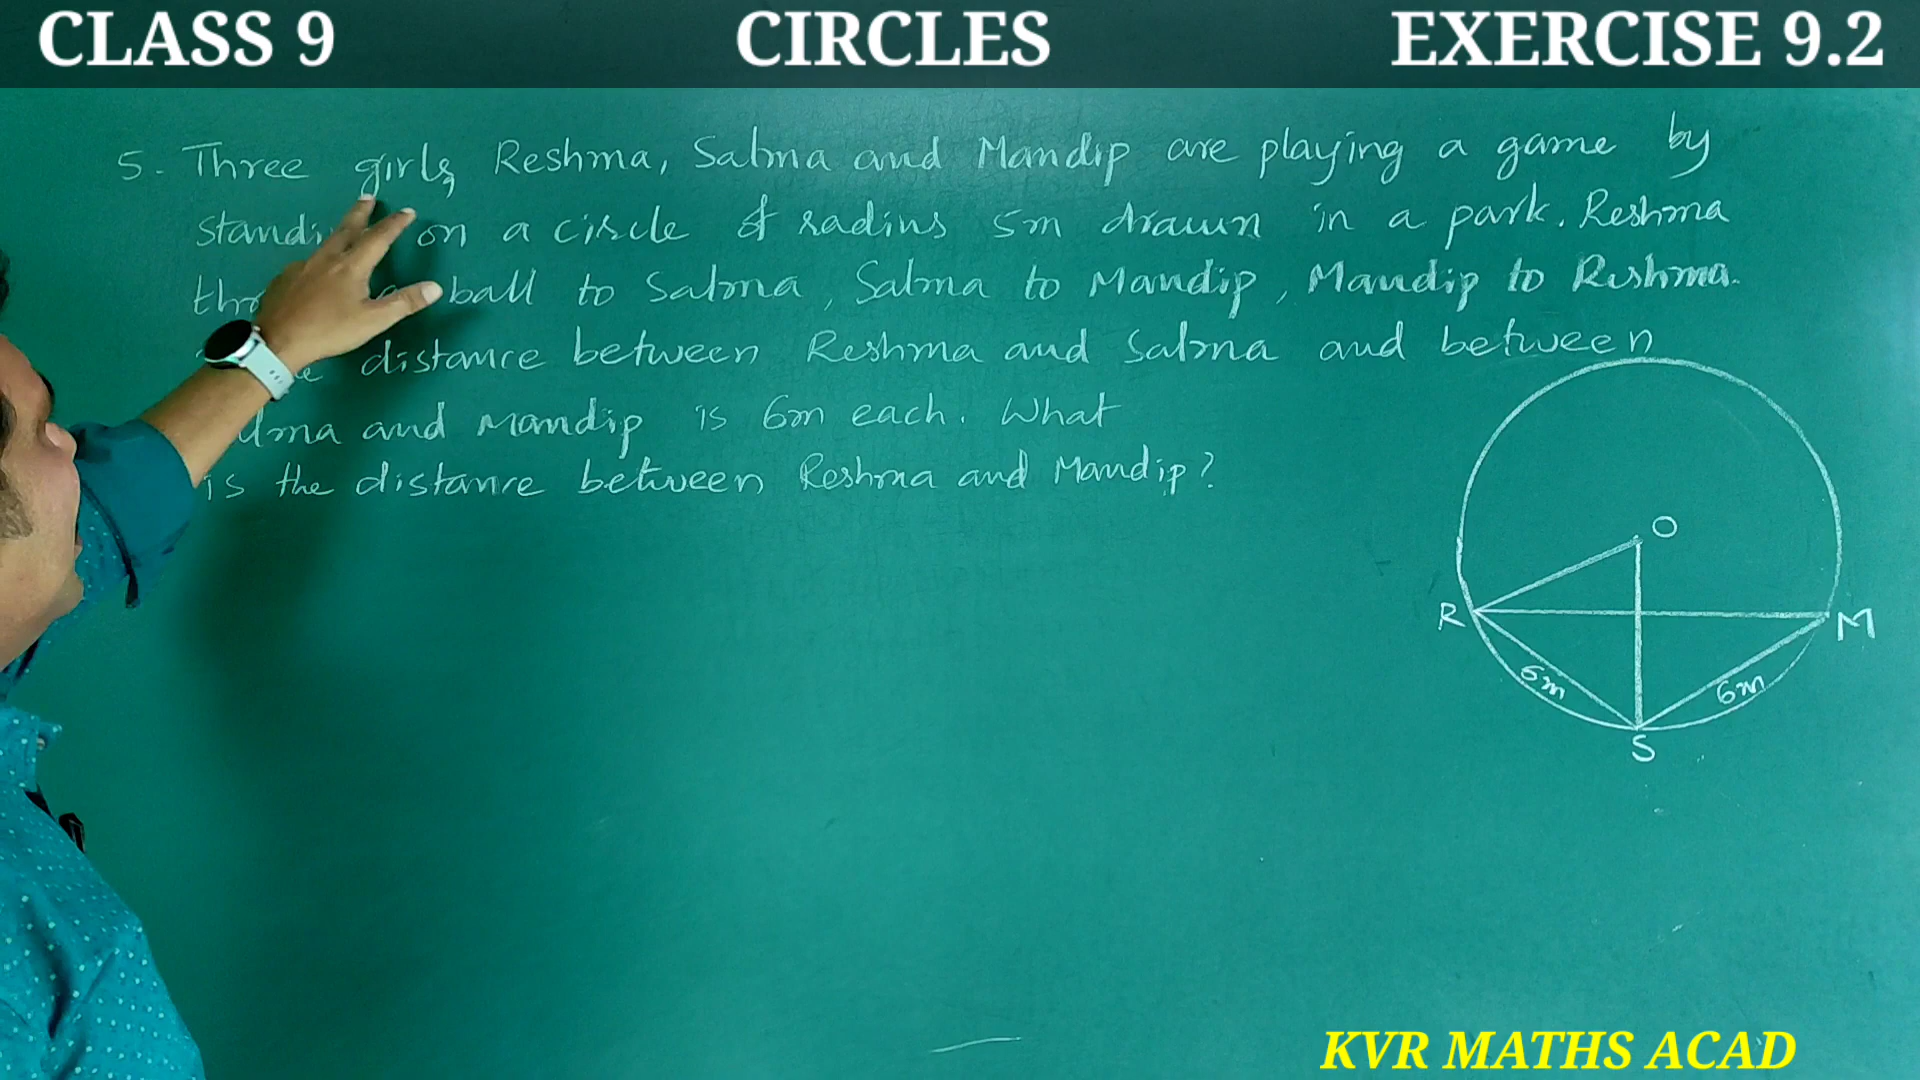 CLASS 9 CIRCLES EXERCISE 9.2
5. Three girls, Reshma, Salma and Mandip are playing a game by
on a circle of radius 5m drawn in a park. Reshma
ball to Salma, Salma to Mandip, Mandip to Reshma.
distance between Reshma and Salma and between
and Mandip is 6m each. What
is the distance between Reshma and Mandip?
O
R M
6m 6m
S
KVR MATHS ACAD